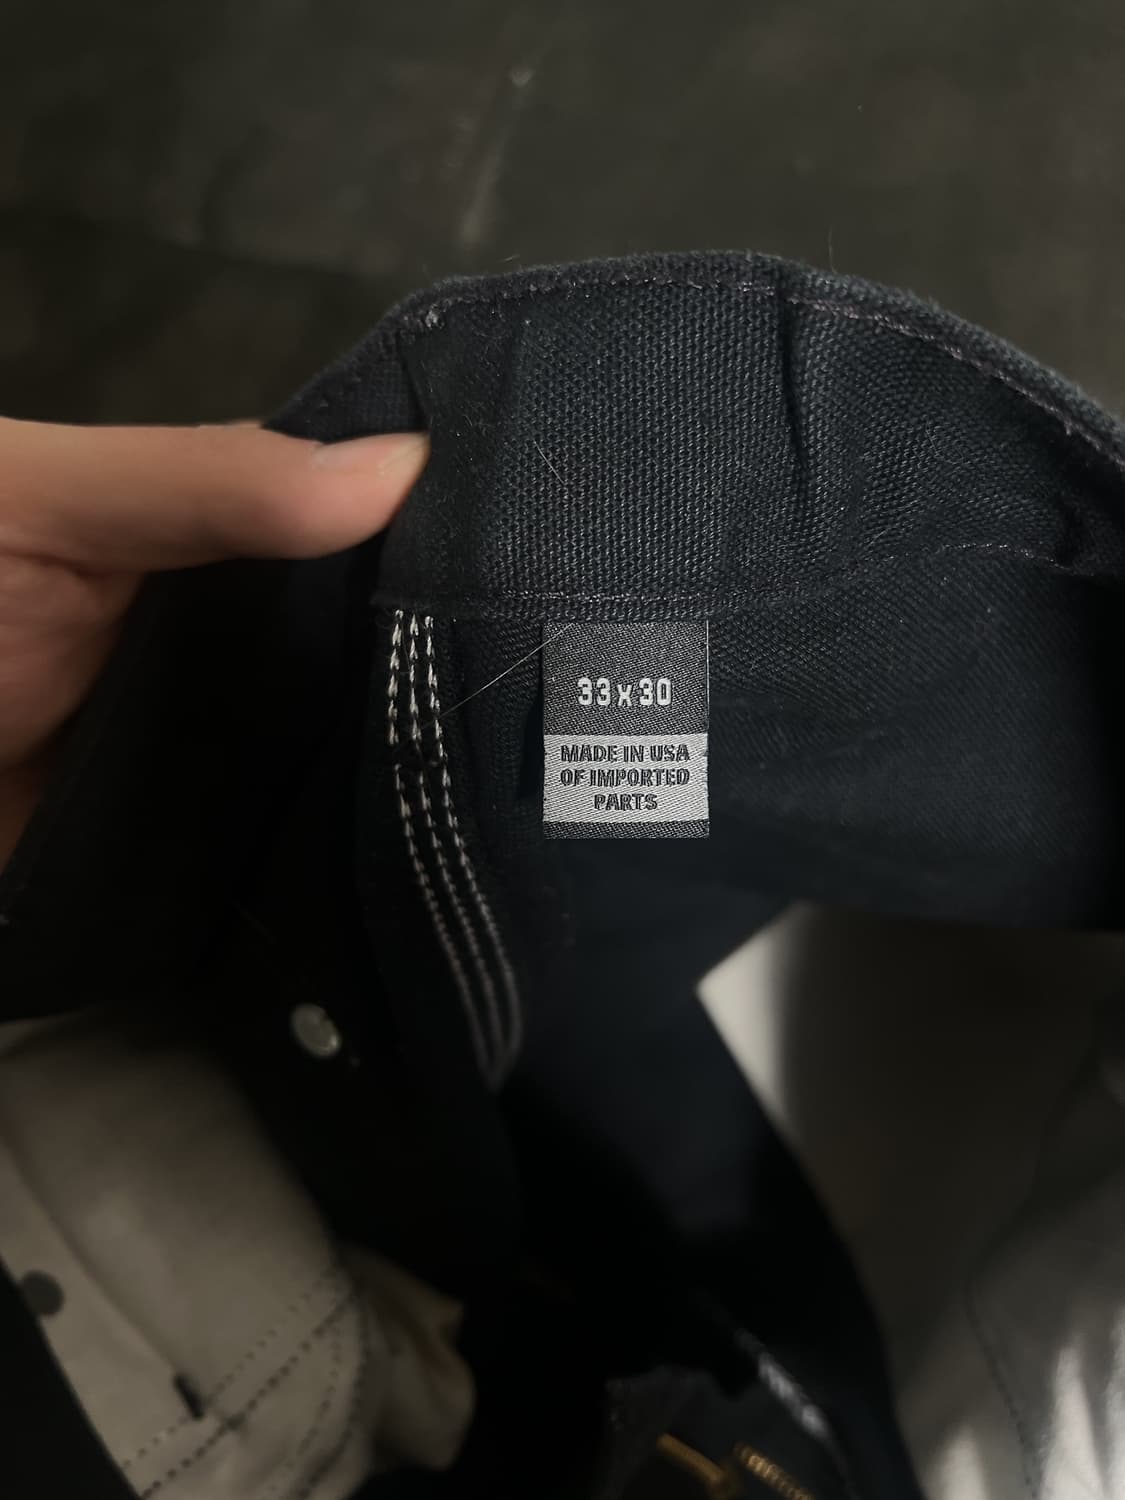 33 x 30
MADE IN USA
OF IMPORTED
PARTS